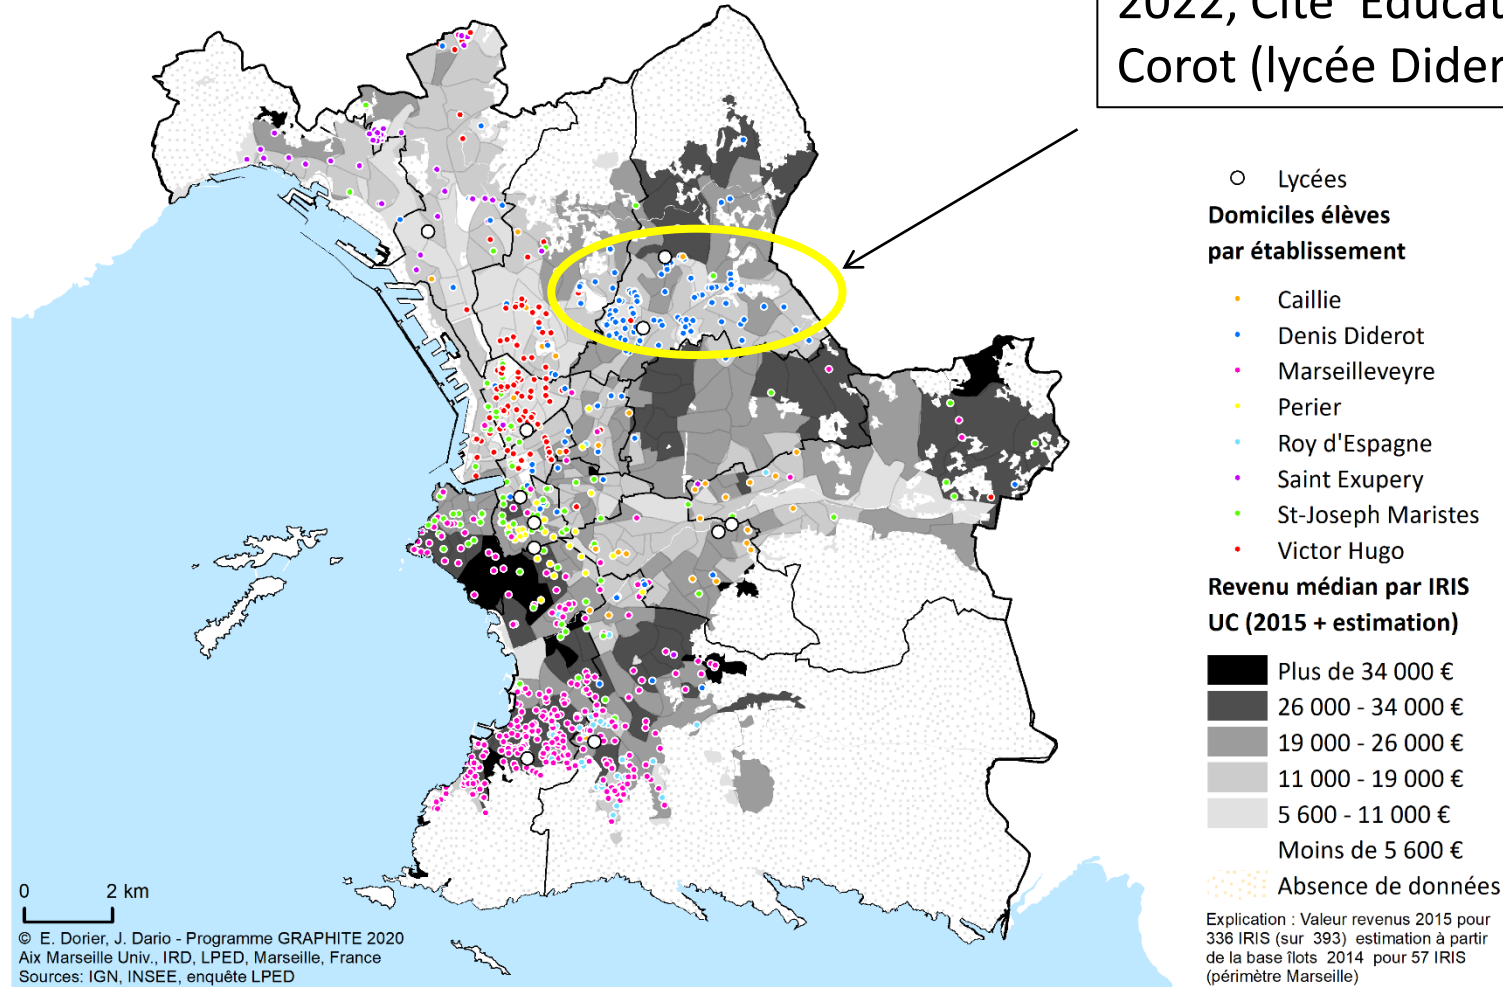 2022, Cité Educat
Corot (lycée Dider
Lycées
Domiciles élèves
par établissement
Caillie
Denis Diderot
Marseilleveyre
Perier
Roy d'Espagne
Saint Exupery
St-Joseph Maristes
Victor Hugo
Revenu médian par IRIS
UC (2015 + estimation)
Plus de 34 000 €
26 000 - 34 000 €
19 000 - 26 000 €
11 000 - 19 000 €
5 600 - 11 000 €
Moins de 5 600 €
Absence de données
Explication : Valeur revenus 2015 pour
336 IRIS (sur 393) estimation à partir
de la base îlots 2014 pour 57 IRIS
(périmètre Marseille)
0 2 km
© E. Dorier, J. Dario - Programme GRAPHITE 2020
Aix Marseille Univ., IRD, LPED, Marseille, France
Sources: IGN, INSEE, enquête LPED